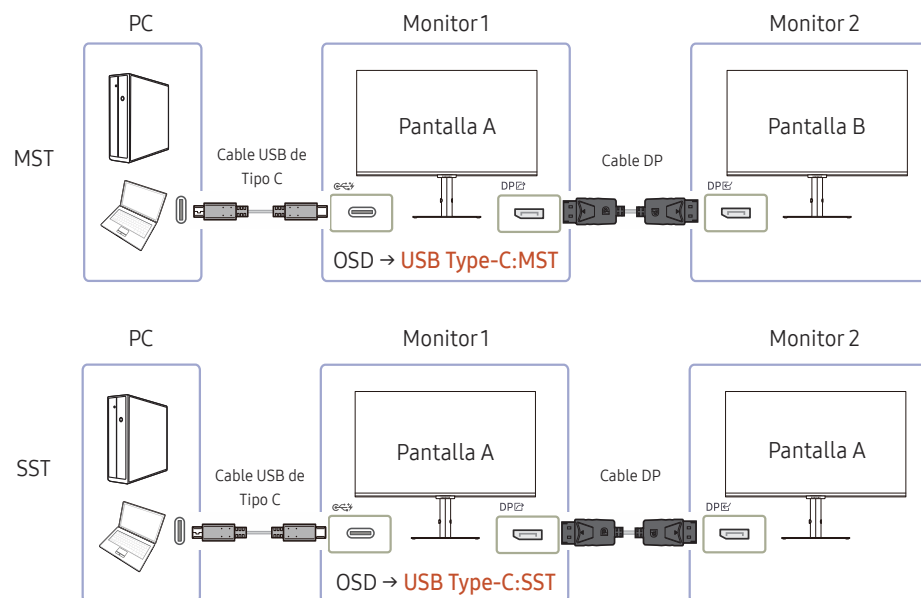 PC
Monitor 1
Monitor 2
MST
Pantalla A
Pantalla B
Cable USB de
Tipo C
Cable DP
DP
DP
OSD → USB Type-C:MST
PC
Monitor 1
Monitor 2
SST
Pantalla A
Pantalla A
Cable USB de
Tipo C
Cable DP
DP
DP
OSD → USB Type-C:SST